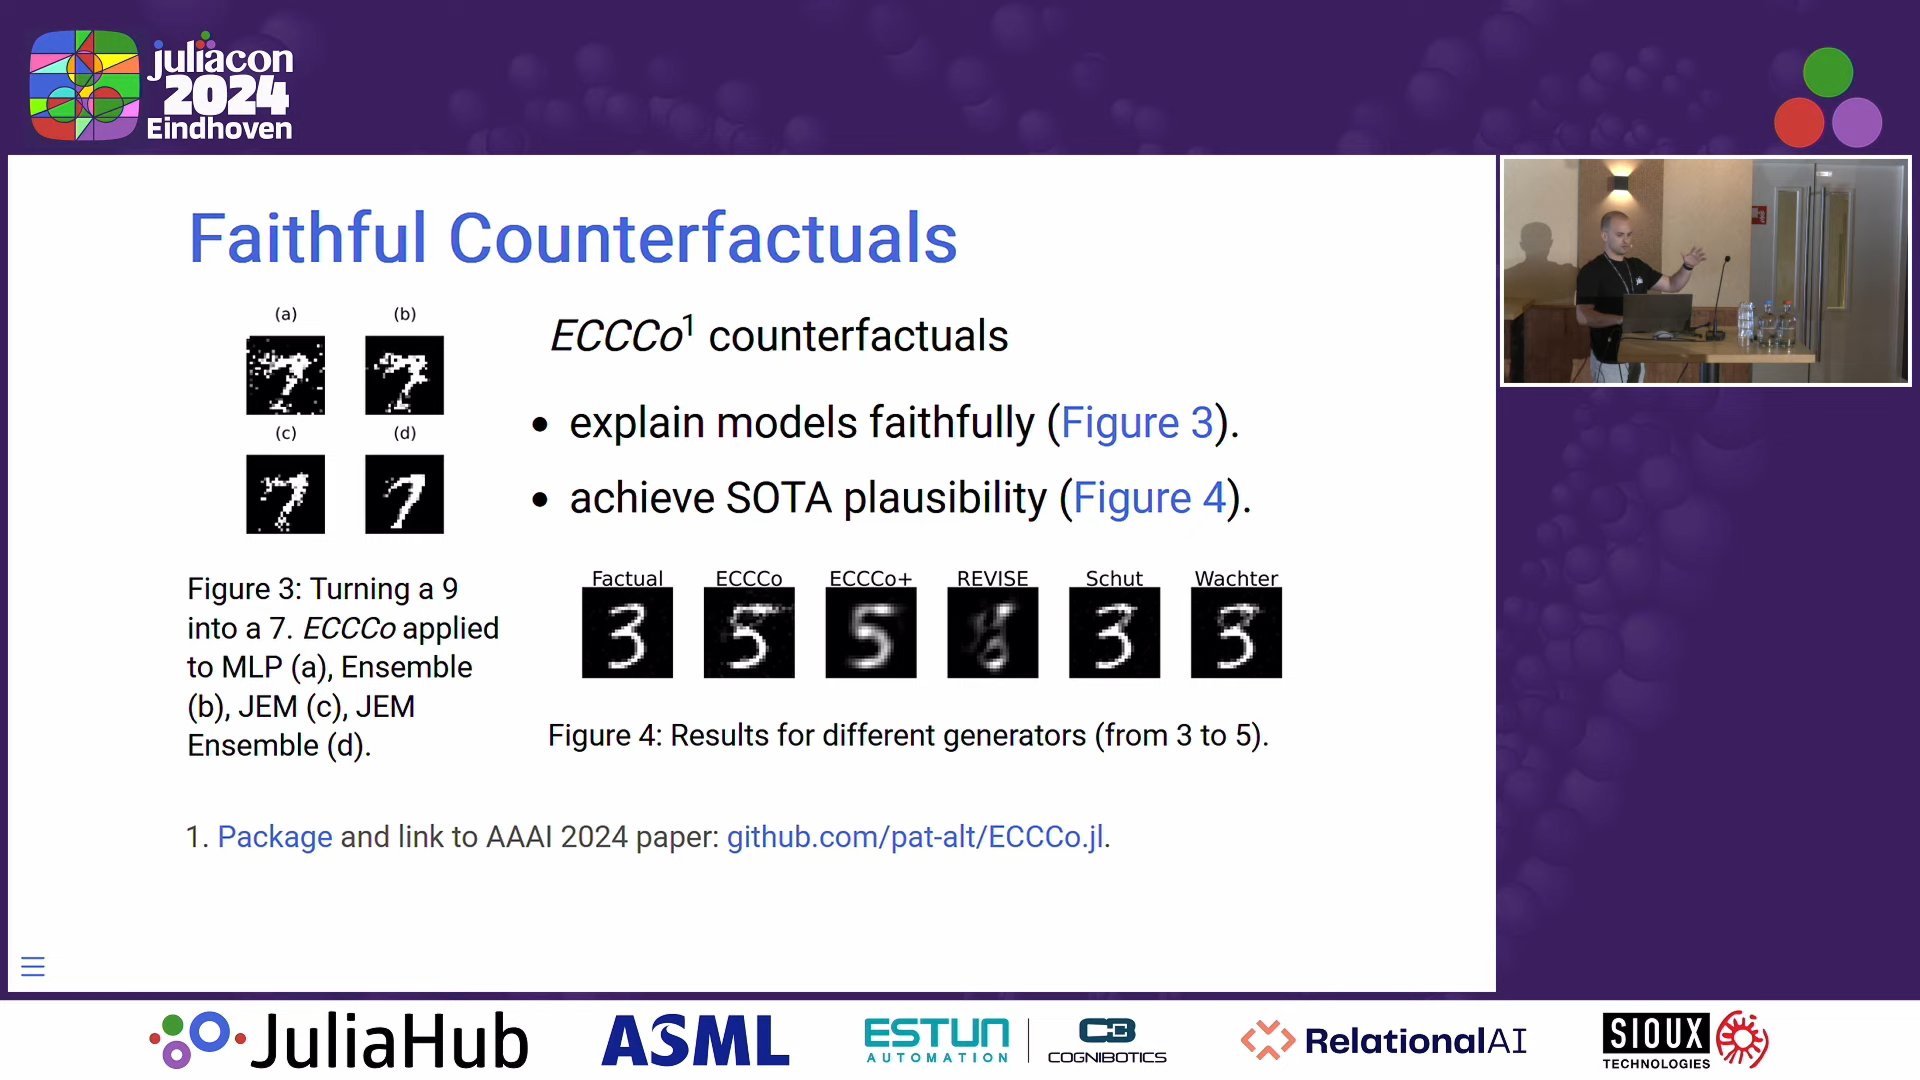 juliacon
2024
Eindhoven
Faithful Counterfactuals
(a) (b)
(c) (d)
Figure 3: Turning a 9
into a 7. ECCCo applied
to MLP (a), Ensemble
(b), JEM (c), JEM
Ensemble (d).
ECCCo1 counterfactuals
• explain models faithfully (Figure 3).
• achieve SOTA plausibility (Figure 4).
Factual ECCCo ECCCo+ REVISE Schut Wachter
Figure 4: Results for different generators (from 3 to 5).
1. Package and link to AAAI 2024 paper: github.com/pat-alt/ECCCo.jl.
JuliaHub
ASML
ESTUN
AUTOMATION
COGNIBOTICS
RelationalAI
SIOUX
TECHNOLOGIES